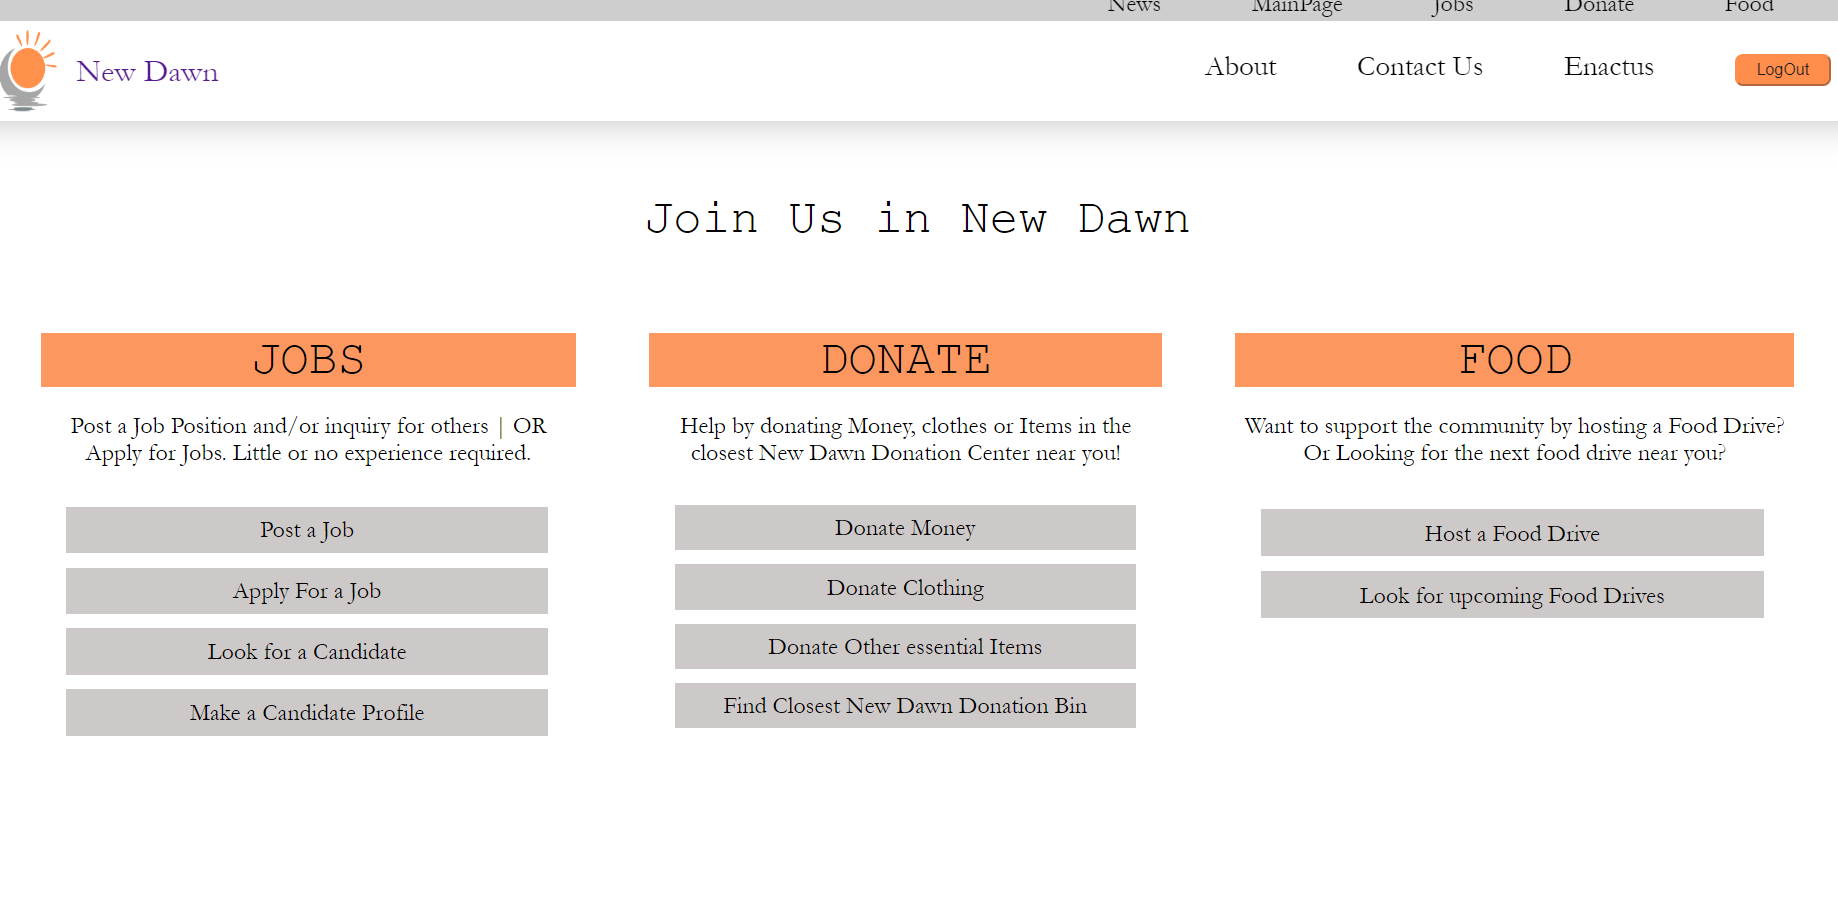 News MainPage Jobs Donate Food
New Dawn About Contact Us Enactus LogOut
Join Us in New Dawn
JOBS
Post a Job Position and/or inquiry for others | OR
Apply for Jobs. Little or no experience required.
Post a Job
Apply For a Job
Look for a Candidate
Make a Candidate Profile
DONATE
Help by donating Money, clothes or Items in the
closest New Dawn Donation Center near you!
Donate Money
Donate Clothing
Donate Other essential Items
Find Closest New Dawn Donation Bin
FOOD
Want to support the community by hosting a Food Drive?
Or Looking for the next food drive near you?
Host a Food Drive
Look for upcoming Food Drives